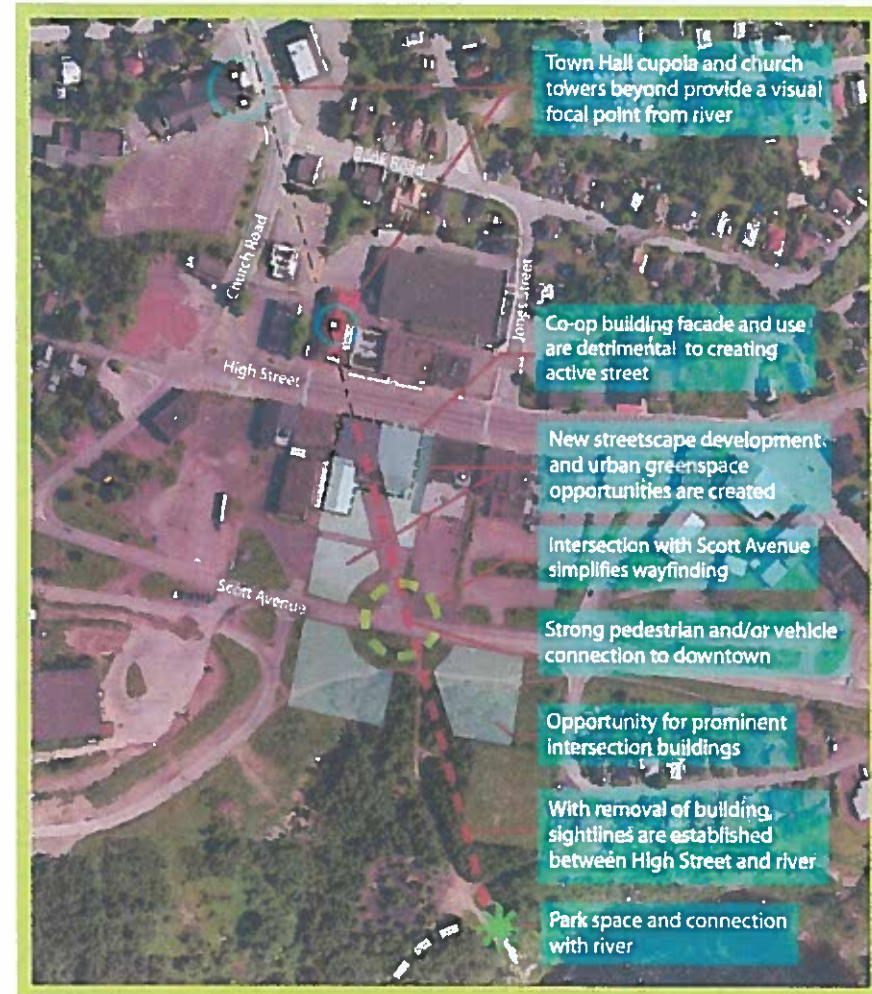 Town Hall cupola and church
towers beyond provide a visual
focal point from river
Church Road
Jones Street
Co-op building facade and use
are detrimental to creating
active street
High Street
New streetscape development
and urban greenspace
opportunities are created
Intersection with Scott Avenue
simplifies wayfinding
Scott Avenue
Strong pedestrian and/or vehicle
connection to downtown
Opportunity for prominent
intersection buildings
With removal of building,
sightlines are established
between High Street and river
Park space and connection
with river